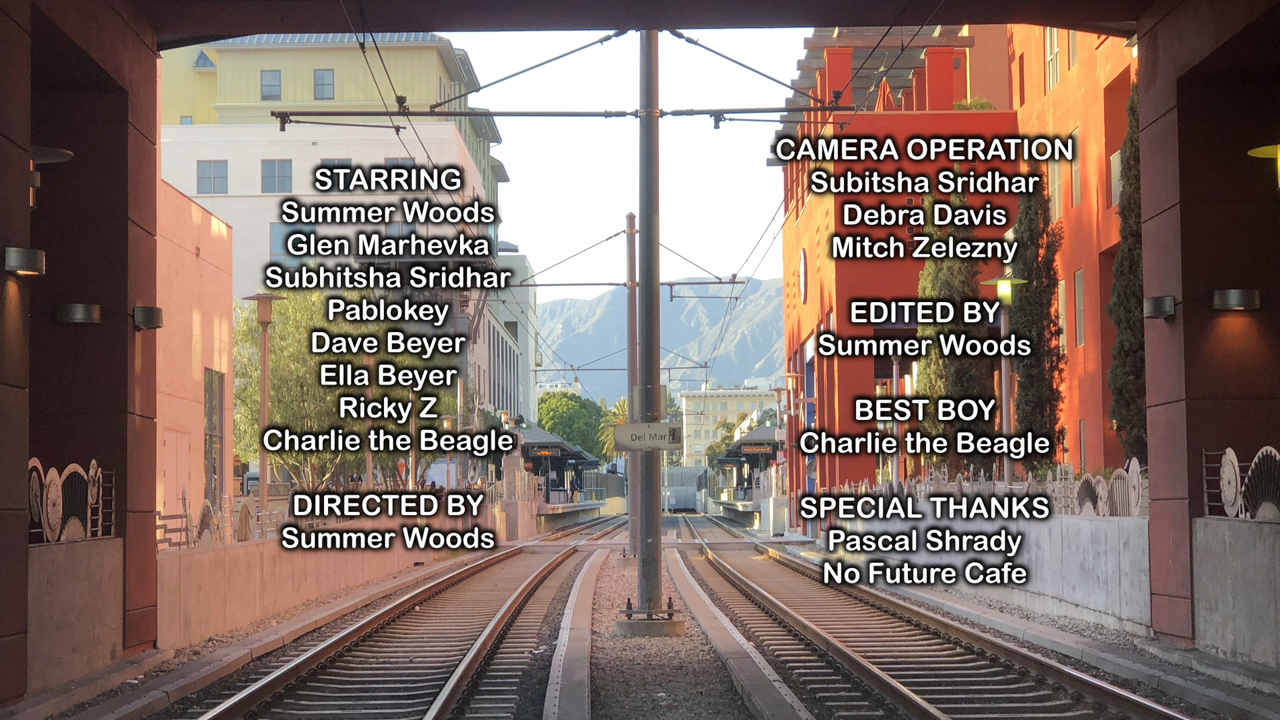 STARRING
Summer Woods
Glen Marhevka
Subhitsha Sridhar
Pablokey
Dave Beyer
Ella Beyer
Ricky Z
Charlie the Beagle
DIRECTED BY
Summer Woods
CAMERA OPERATION
Subitsha Sridhar
Debra Davis
Mitch Zelezny
EDITED BY
Summer Woods
BEST BOY
Charlie the Beagle
SPECIAL THANKS
Pascal Shrady
No Future Cafe
Del Mar